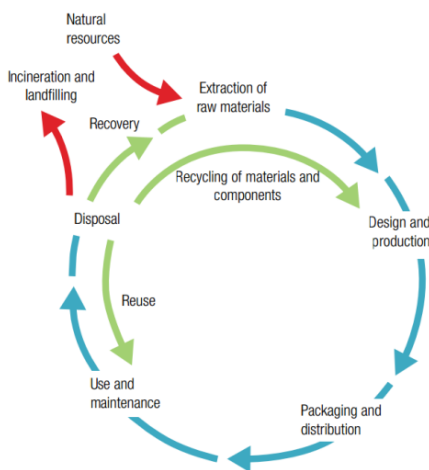 Natural
resources
Incineration and
landfilling
Extraction of
raw materials
Recovery
Recycling of materials and
components
Disposal
Design and
production
Reuse
Use and
maintenance
Packaging and
distribution